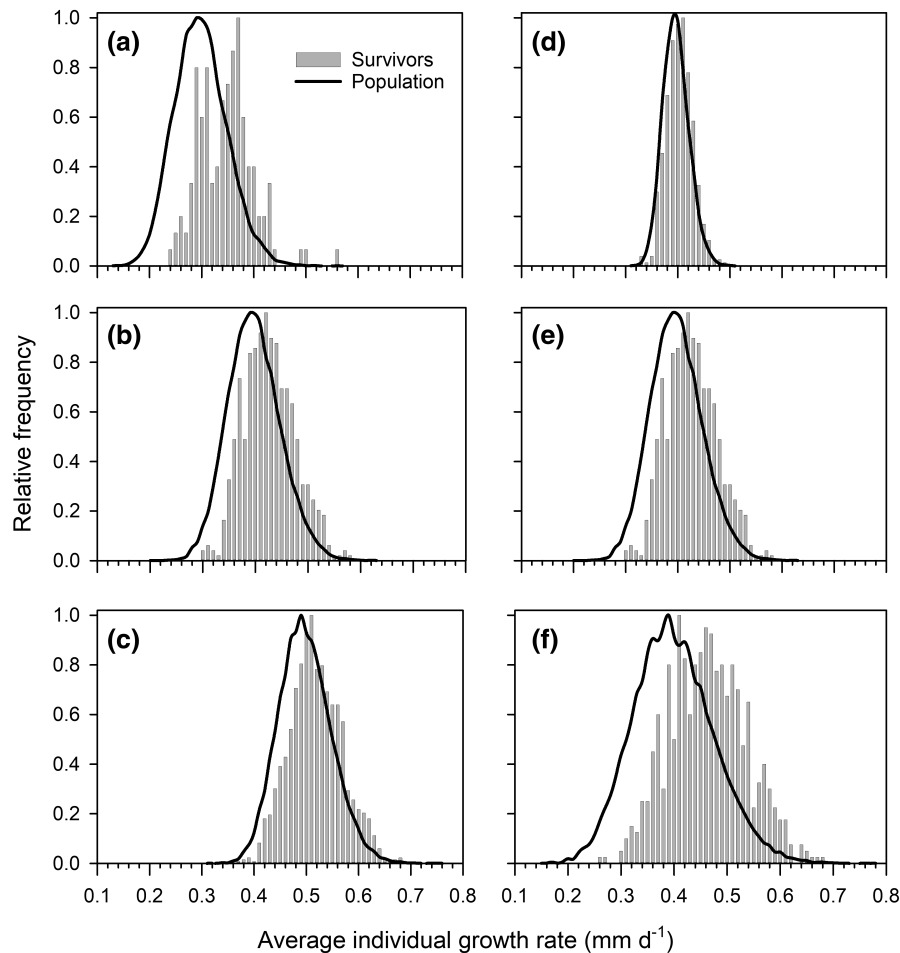 (a)
Survivors
Population
1.0
0.8
0.6
0.4
0.2
0.0
(d)
(b)
1.0
0.8
0.6
0.4
0.2
0.0
(e)
Relative frequency
(c)
1.0
0.8
0.6
0.4
0.2
0.0
(f)
0.1 0.2 0.3 0.4 0.5 0.6 0.7 0.8
0.1 0.2 0.3 0.4 0.5 0.6 0.7 0.8
Average individual growth rate (mm d⁻¹)